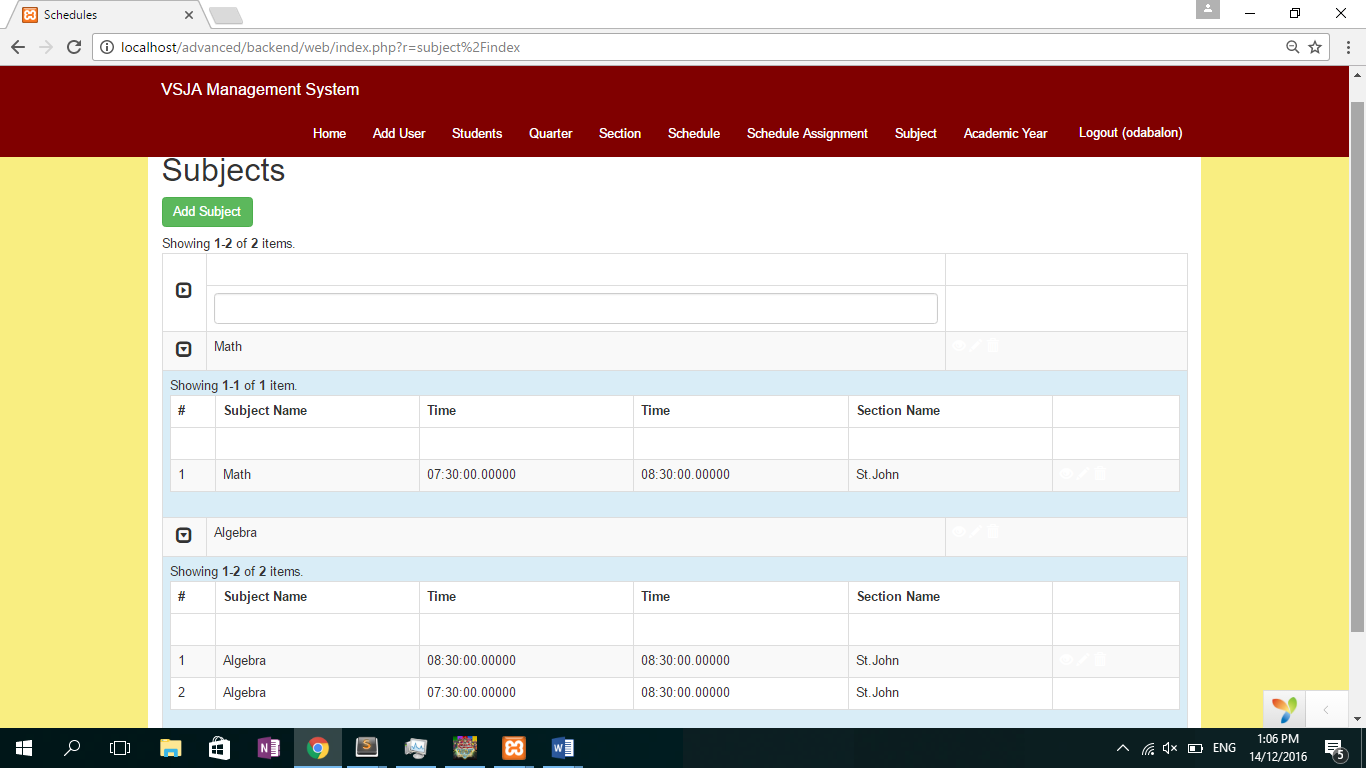 Schedules
localhost/advanced/backend/web/index.php?r=subject%2Findex
VSJA Management System
Home Add User Students Quarter Section Schedule Schedule Assignment Subject Academic Year Logout (odabalon)
Subjects
Add Subject
Showing 1-2 of 2 items.
Math
Showing 1-1 of 1 item.
# Subject Name Time Time Section Name
1 Math 07:30:00.00000 08:30:00.00000 St.John
Algebra
Showing 1-2 of 2 items.
# Subject Name Time Time Section Name
1 Algebra 08:30:00.00000 08:30:00.00000 St.John
2 Algebra 07:30:00.00000 08:30:00.00000 St.John
ENG
1:06 PM
14/12/2016
5